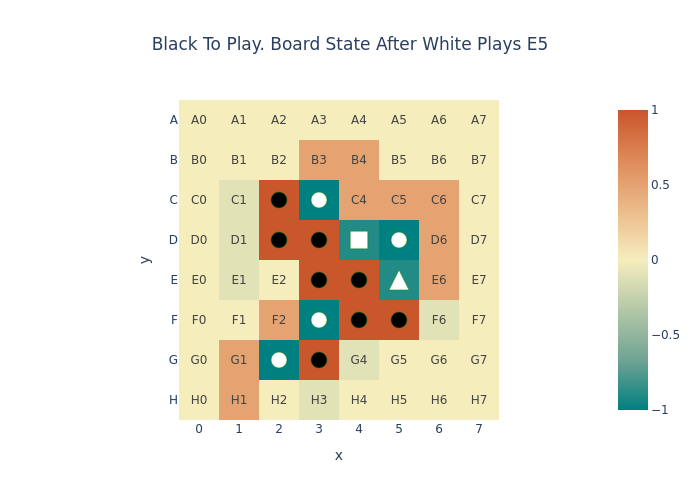 Black To Play. Board State After White Plays E5
A A0 A1 A2 A3 A4 A5 A6 A7
B B0 B1 B2 B3 B4 B5 B6 B7
C C0 C1 C4 C5 C6 C7
D D0 D1 D6 D7
E E0 E1 E2 E6 E7
F F0 F1 F2 F6 F7
G G0 G1 G4 G5 G6 G7
H H0 H1 H2 H3 H4 H5 H6 H7
0 1 2 3 4 5 6 7
x
y
1
0.5
0
−0.5
−1